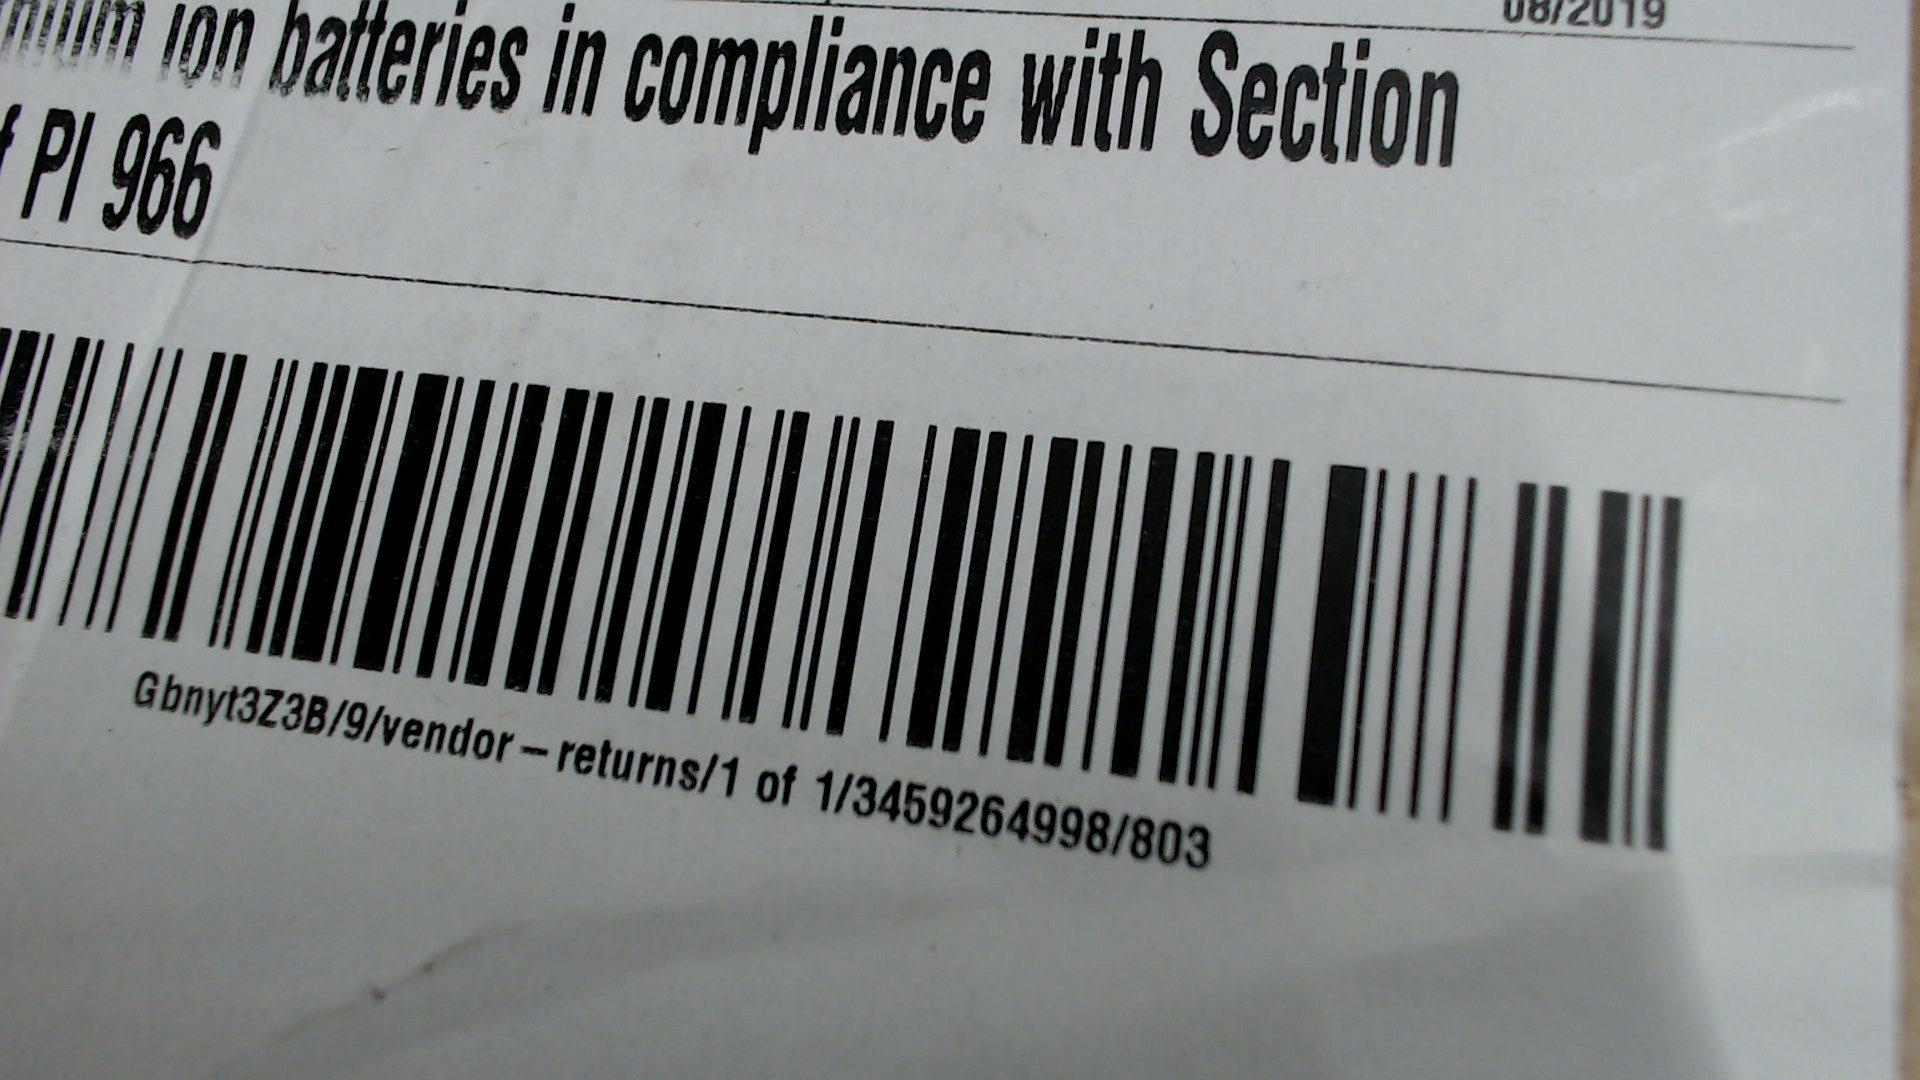 08/2019
ion batteries in compliance with Section
PI 966
Gbnyt3Z3B/9/vendor – returns/1 of 1/3459264998/803